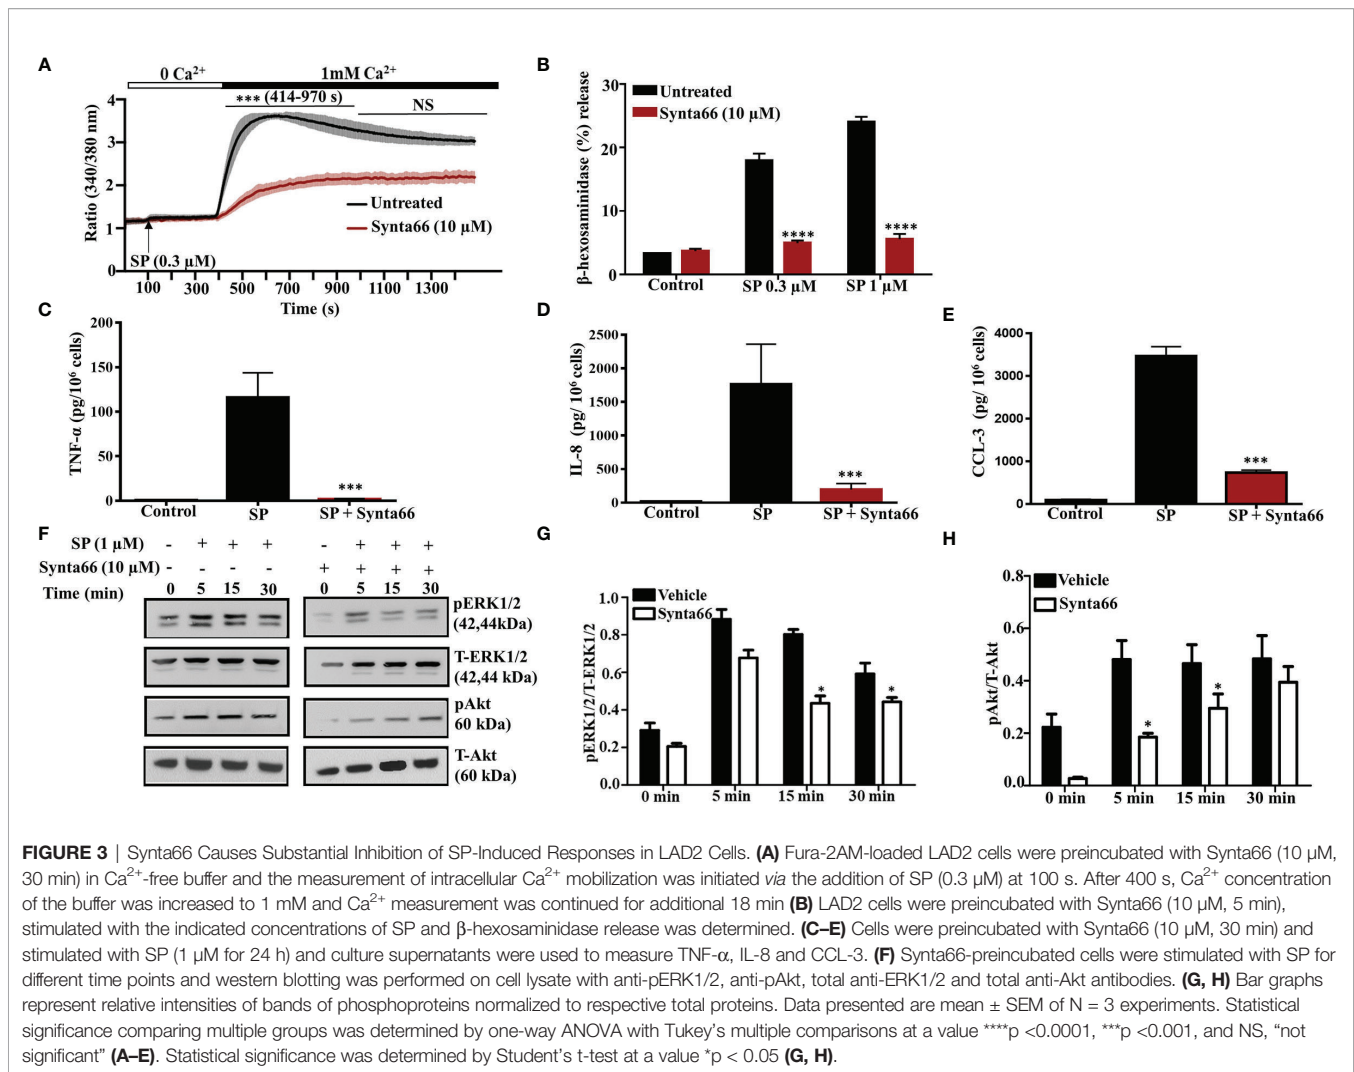 A
0 Ca²⁺
1mM Ca²⁺
*** (414-970 s)
NS
4
3
2
1
0
Ratio (340/380 nm)
Untreated
Synta66 (10 µM)
SP (0.3 µM)
100 300 500 700 900 1100 1300
Time (s)
B
Untreated
Synta66 (10 µM)
30
20
10
0
β-hexosaminidase (%) release
****
****
Control SP 0.3 µM SP 1 µM
C
200
150
100
50
0
TNF-α (pg/10⁶ cells)
***
Control SP SP + Synta66
D
2500
2000
1500
1000
500
0
IL-8 (pg/ 10⁶ cells)
***
Control SP SP + Synta66
E
4000
3000
2000
1000
0
CCL-3 (pg/ 10⁶ cells)
***
Control SP SP + Synta66
F
SP (1 µM) - + + + - + + +
Synta66 (10 µM) - - - - + + + +
Time (min) 0 5 15 30 0 5 15 30
pERK1/2
(42,44kDa)
T-ERK1/2
(42,44 kDa)
pAkt
60 kDa)
T-Akt
(60 kDa)
G
Vehicle
Synta66
1.0
0.8
0.6
0.4
0.2
0.0
pERK1/2/T-ERK1/2
*
*
0 min 5 min 15 min 30 min
H
Vehicle
Synta66
0.8
0.6
0.4
0.2
0.0
pAkt/T-Akt
*
*
0 min 5 min 15 min 30 min
FIGURE 3 | Synta66 Causes Substantial Inhibition of SP-Induced Responses in LAD2 Cells. (A) Fura-2AM-loaded LAD2 cells were preincubated with Synta66 (10 µM,
30 min) in Ca²⁺-free buffer and the measurement of intracellular Ca²⁺ mobilization was initiated via the addition of SP (0.3 µM) at 100 s. After 400 s, Ca²⁺ concentration
of the buffer was increased to 1 mM and Ca²⁺ measurement was continued for additional 18 min (B) LAD2 cells were preincubated with Synta66 (10 µM, 5 min),
stimulated with the indicated concentrations of SP and β-hexosaminidase release was determined. (C–E) Cells were preincubated with Synta66 (10 µM, 30 min) and
stimulated with SP (1 µM for 24 h) and culture supernatants were used to measure TNF-α, IL-8 and CCL-3. (F) Synta66-preincubated cells were stimulated with SP for
different time points and western blotting was performed on cell lysate with anti-pERK1/2, anti-pAkt, total anti-ERK1/2 and total anti-Akt antibodies. (G, H) Bar graphs
represent relative intensities of bands of phosphoproteins normalized to respective total proteins. Data presented are mean ± SEM of N = 3 experiments. Statistical
significance comparing multiple groups was determined by one-way ANOVA with Tukey's multiple comparisons at a value ****p <0.0001, ***p <0.001, and NS, “not
significant” (A–E). Statistical significance was determined by Student's t-test at a value *p < 0.05 (G, H).